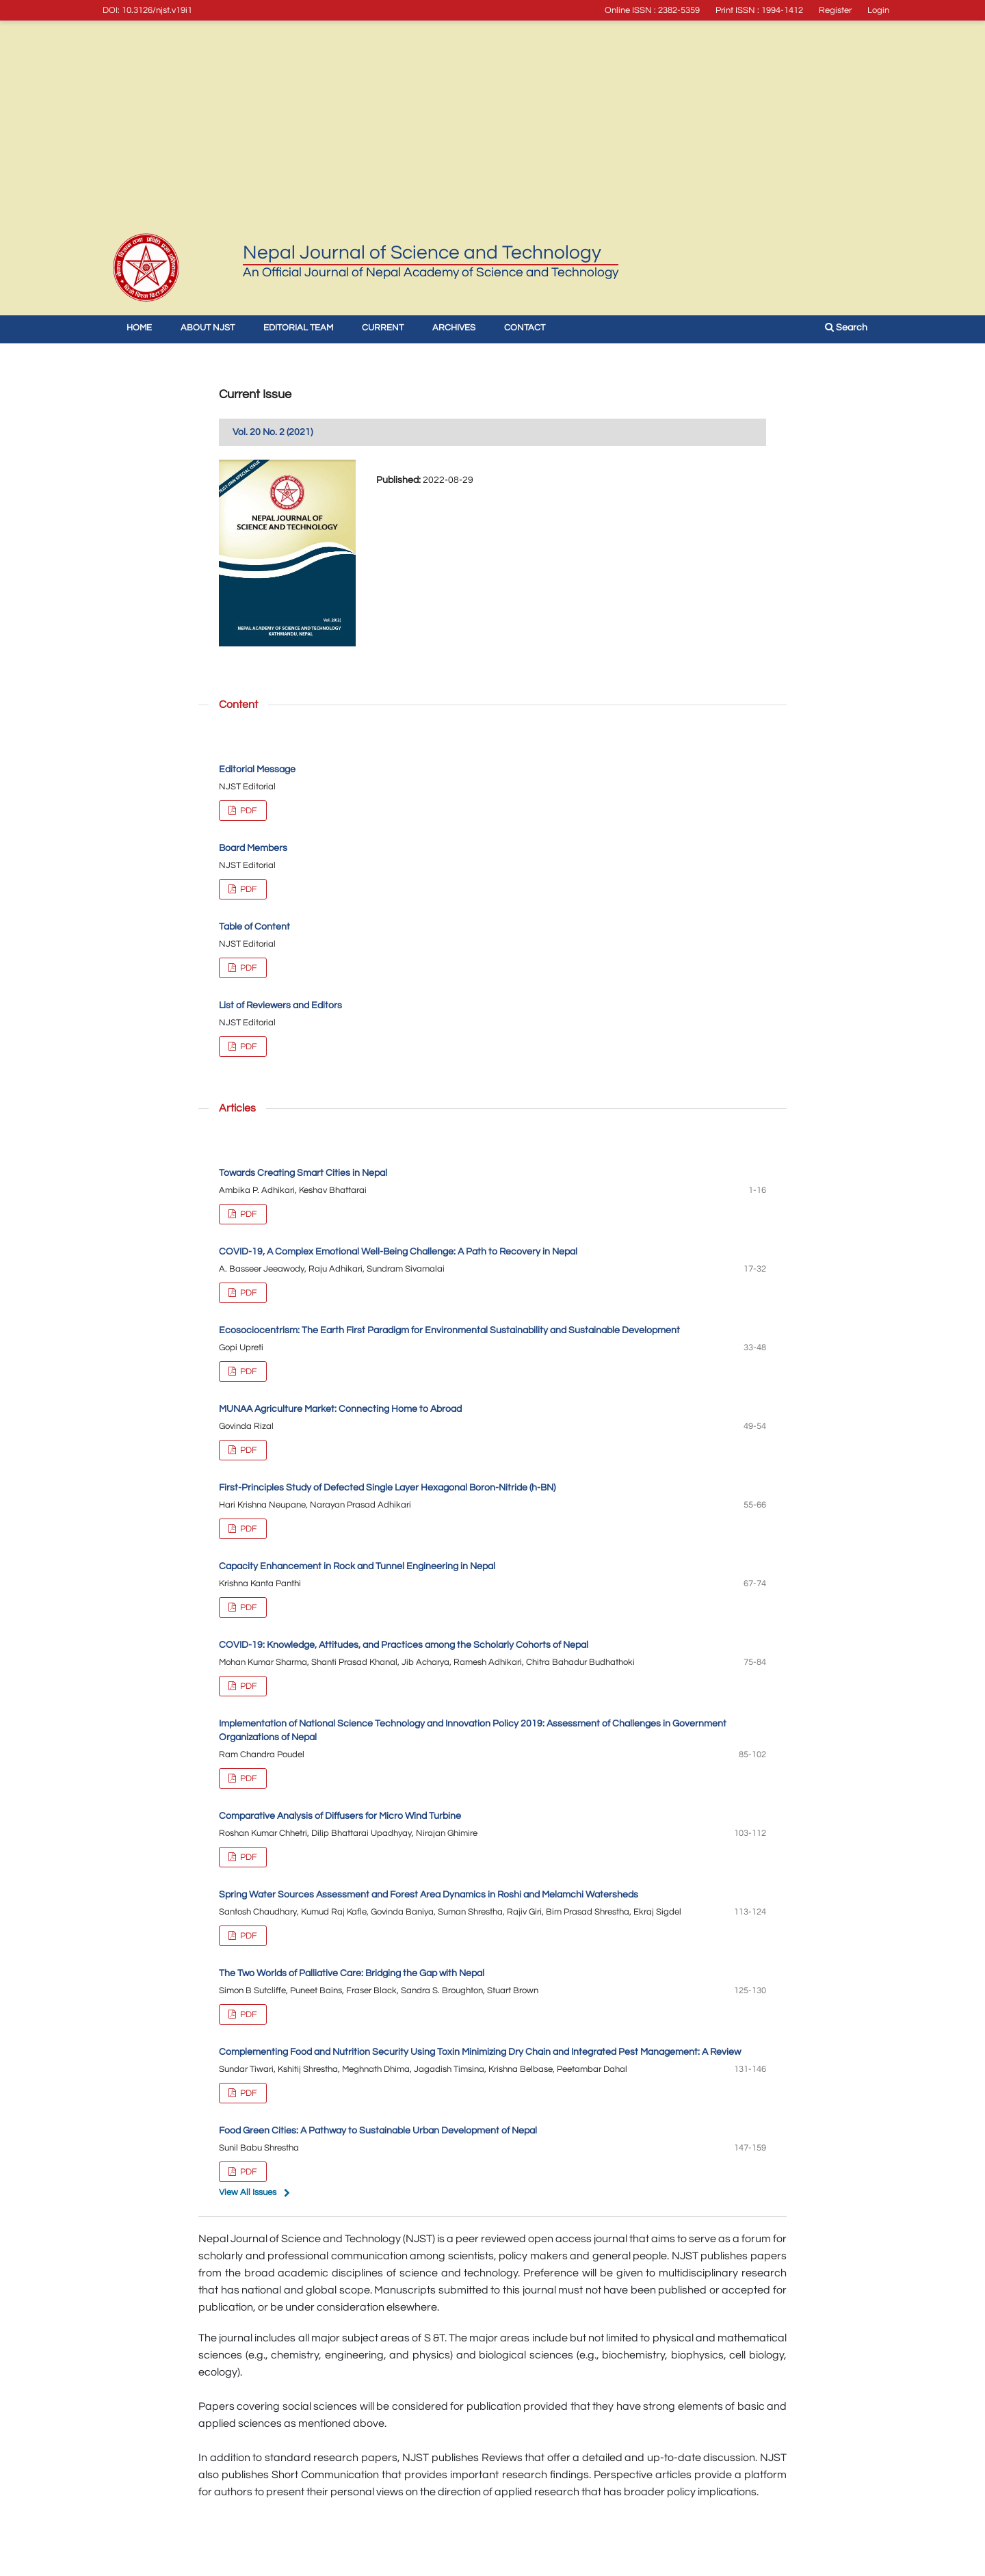 DOI: 10.3126/njst.v19i1
Online ISSN : 2382-5359 Print ISSN : 1994-1412 Register Login
Nepal Journal of Science and Technology
An Official Journal of Nepal Academy of Science and Technology
HOME ABOUT NJST EDITORIAL TEAM CURRENT ARCHIVES CONTACT Search
Current Issue
Vol. 20 No. 2 (2021)
NEPAL JOURNAL OF
SCIENCE AND TECHNOLOGY
NEPAL ACADEMY OF SCIENCE AND TECHNOLOGY
KATHMANDU, NEPAL
Published: 2022-08-29
Content
Editorial Message
NJST Editorial
PDF
Board Members
NJST Editorial
PDF
Table of Content
NJST Editorial
PDF
List of Reviewers and Editors
NJST Editorial
PDF
Articles
Towards Creating Smart Cities in Nepal
Ambika P. Adhikari, Keshav Bhattarai 1-16
PDF
COVID-19, A Complex Emotional Well-Being Challenge: A Path to Recovery in Nepal
A. Basseer Jeeawody, Raju Adhikari, Sundram Sivamalai 17-32
PDF
Ecosociocentrism: The Earth First Paradigm for Environmental Sustainability and Sustainable Development
Gopi Upreti 33-48
PDF
MUNAA Agriculture Market: Connecting Home to Abroad
Govinda Rizal 49-54
PDF
First-Principles Study of Defected Single Layer Hexagonal Boron-Nitride (h-BN)
Hari Krishna Neupane, Narayan Prasad Adhikari 55-66
PDF
Capacity Enhancement in Rock and Tunnel Engineering in Nepal
Krishna Kanta Panthi 67-74
PDF
COVID-19: Knowledge, Attitudes, and Practices among the Scholarly Cohorts of Nepal
Mohan Kumar Sharma, Shanti Prasad Khanal, Jib Acharya, Ramesh Adhikari, Chitra Bahadur Budhathoki 75-84
PDF
Implementation of National Science Technology and Innovation Policy 2019: Assessment of Challenges in Government
Organizations of Nepal
Ram Chandra Poudel 85-102
PDF
Comparative Analysis of Diffusers for Micro Wind Turbine
Roshan Kumar Chhetri, Dilip Bhattarai Upadhyay, Nirajan Ghimire 103-112
PDF
Spring Water Sources Assessment and Forest Area Dynamics in Roshi and Melamchi Watersheds
Santosh Chaudhary, Kumud Raj Kafle, Govinda Baniya, Suman Shrestha, Rajiv Giri, Bim Prasad Shrestha, Ekraj Sigdel 113-124
PDF
The Two Worlds of Palliative Care: Bridging the Gap with Nepal
Simon B Sutcliffe, Puneet Bains, Fraser Black, Sandra S. Broughton, Stuart Brown 125-130
PDF
Complementing Food and Nutrition Security Using Toxin Minimizing Dry Chain and Integrated Pest Management: A Review
Sundar Tiwari, Kshitij Shrestha, Meghnath Dhima, Jagadish Timsina, Krishna Belbase, Peetambar Dahal 131-146
PDF
Food Green Cities: A Pathway to Sustainable Urban Development of Nepal
Sunil Babu Shrestha 147-159
PDF
View All Issues
Nepal Journal of Science and Technology (NJST) is a peer reviewed open access journal that aims to serve as a forum for
scholarly and professional communication among scientists, policy makers and general people. NJST publishes papers
from the broad academic disciplines of science and technology. Preference will be given to multidisciplinary research
that has national and global scope. Manuscripts submitted to this journal must not have been published or accepted for
publication, or be under consideration elsewhere.
The journal includes all major subject areas of S &T. The major areas include but not limited to physical and mathematical
sciences (e.g., chemistry, engineering, and physics) and biological sciences (e.g., biochemistry, biophysics, cell biology,
ecology).
Papers covering social sciences will be considered for publication provided that they have strong elements of basic and
applied sciences as mentioned above.
In addition to standard research papers, NJST publishes Reviews that offer a detailed and up-to-date discussion. NJST
also publishes Short Communication that provides important research findings. Perspective articles provide a platform
for authors to present their personal views on the direction of applied research that has broader policy implications.